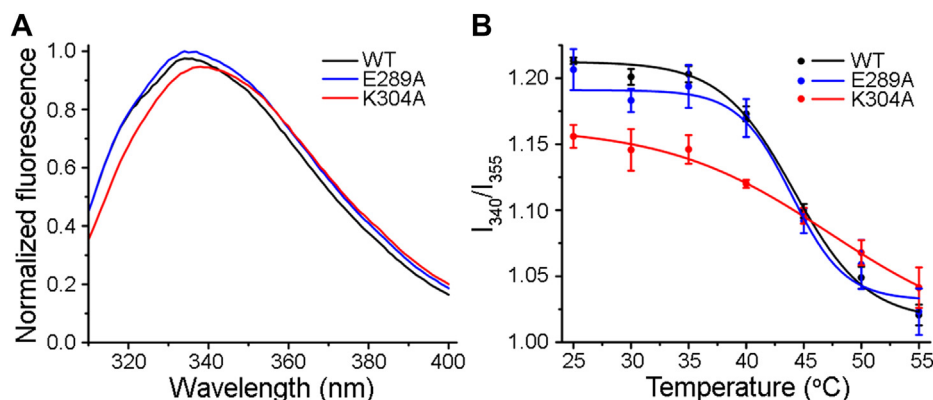 A
Normalized fluorescence
1.0
0.8
0.6
0.4
0.2
0.0
320 340 360 380 400
Wavelength (nm)
WT
E289A
K304A
B
I340/I355
1.20
1.15
1.10
1.05
1.00
25 30 35 40 45 50 55
Temperature (°C)
WT
E289A
K304A